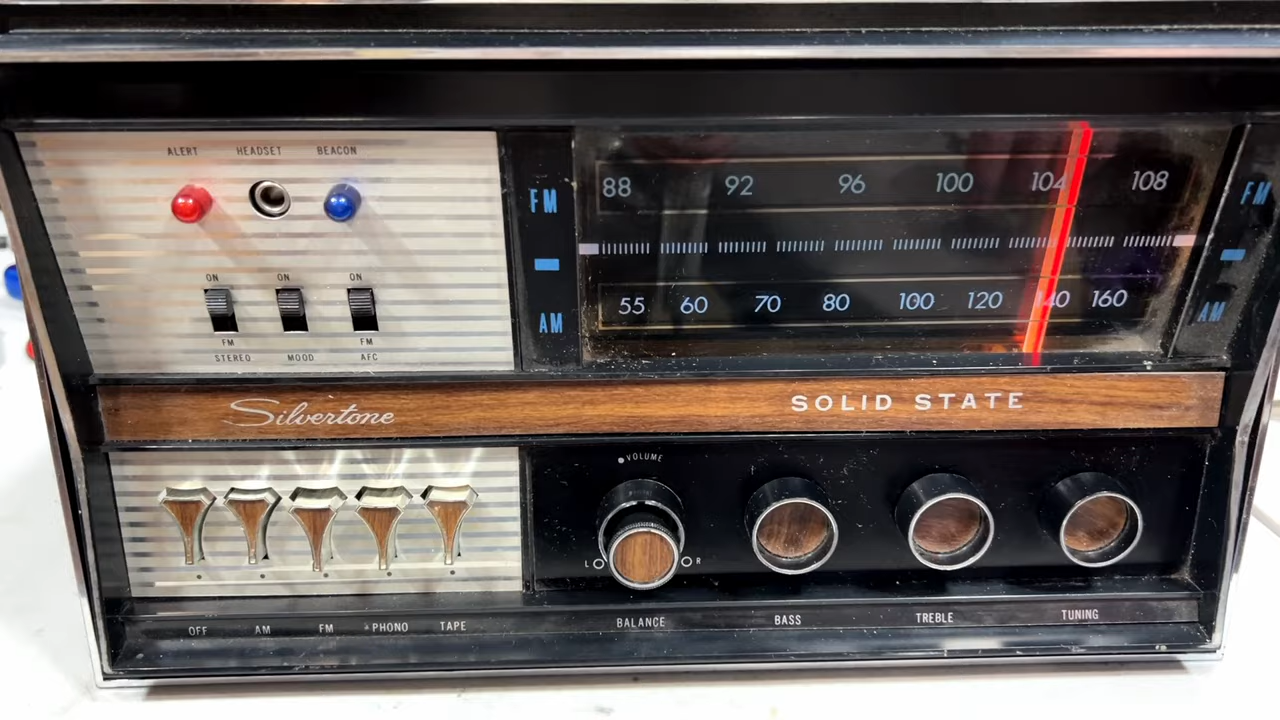 ALERT HEADSET BEACON
ON ON ON
FM FM
STEREO MOOD AFC
FM 88 92 96 100 104 108 FM
AM 55 60 70 80 100 120 140 160 AM
Silvertone SOLID STATE
VOLUME
L R
OFF AM FM PHONO TAPE BALANCE BASS TREBLE TUNING